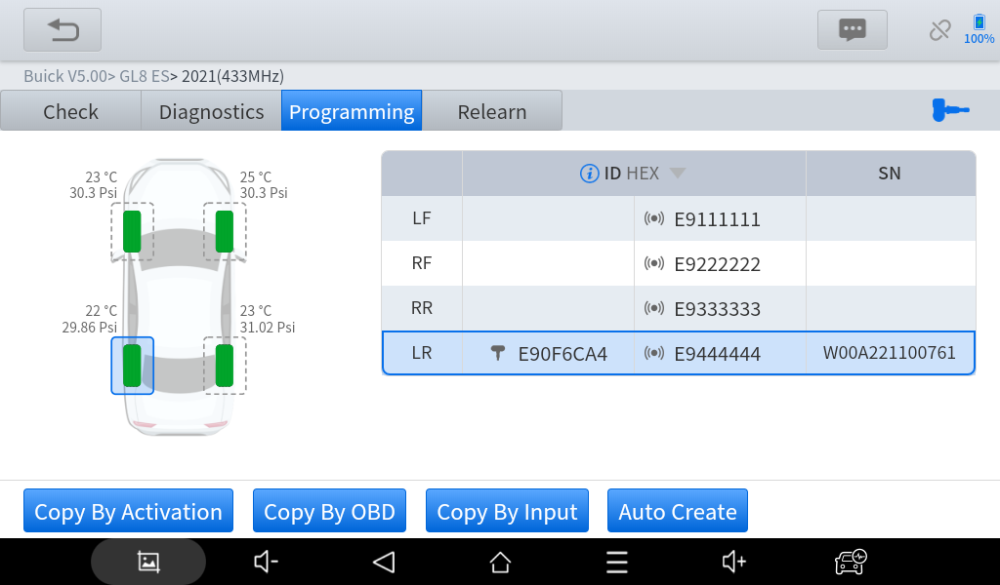 100%
Buick V5.00> GL8 ES> 2021(433MHz)
Check Diagnostics Programming Relearn
23 °C 25 °C
30.3 Psi 30.3 Psi
22 °C 23 °C
29.86 Psi 31.02 Psi
ID HEX SN
LF E9111111
RF E9222222
RR E9333333
LR E90F6CA4 E9444444 W00A221100761
Copy By Activation Copy By OBD Copy By Input Auto Create